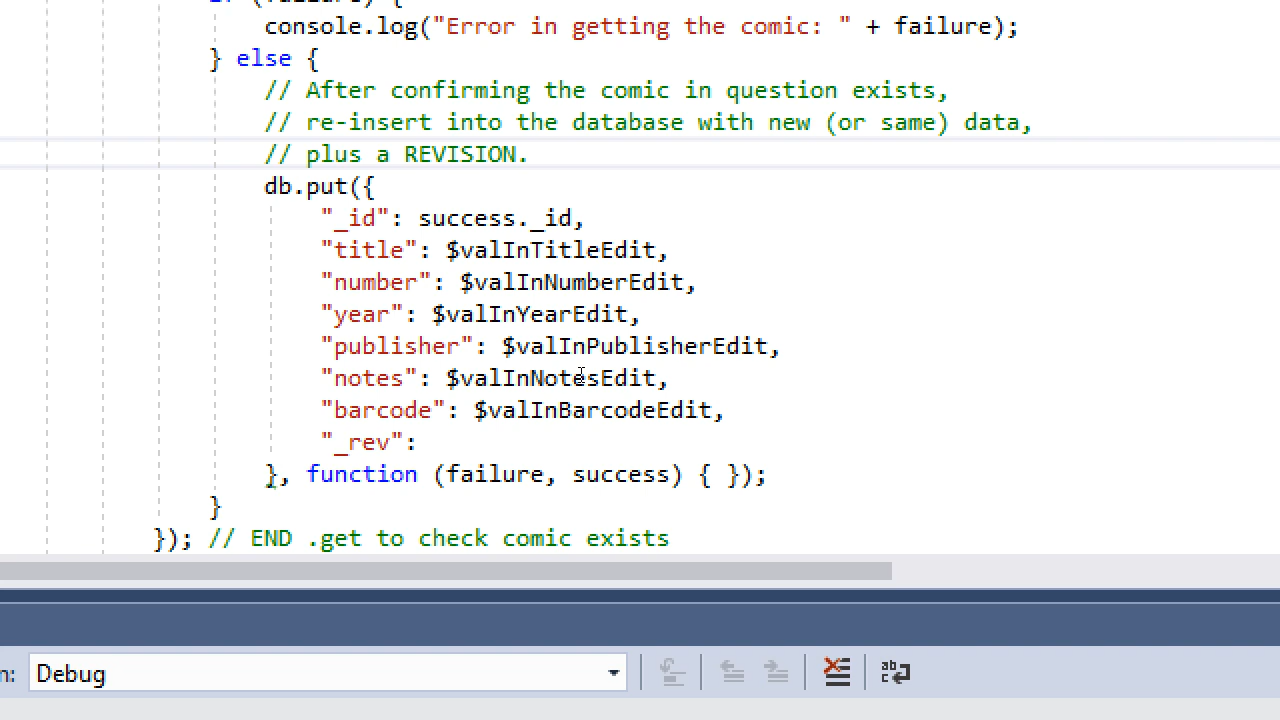 if (failure) {
console.log("Error in getting the comic: " + failure);
} else {
// After confirming the comic in question exists,
// re-insert into the database with new (or same) data,
// plus a REVISION.
db.put({
"_id": success._id,
"title": $valInTitleEdit,
"number": $valInNumberEdit,
"year": $valInYearEdit,
"publisher": $valInPublisherEdit,
"notes": $valInNotesEdit,
"barcode": $valInBarcodeEdit,
"_rev":
}, function (failure, success) { });
}
}); // END .get to check comic exists
n: Debug